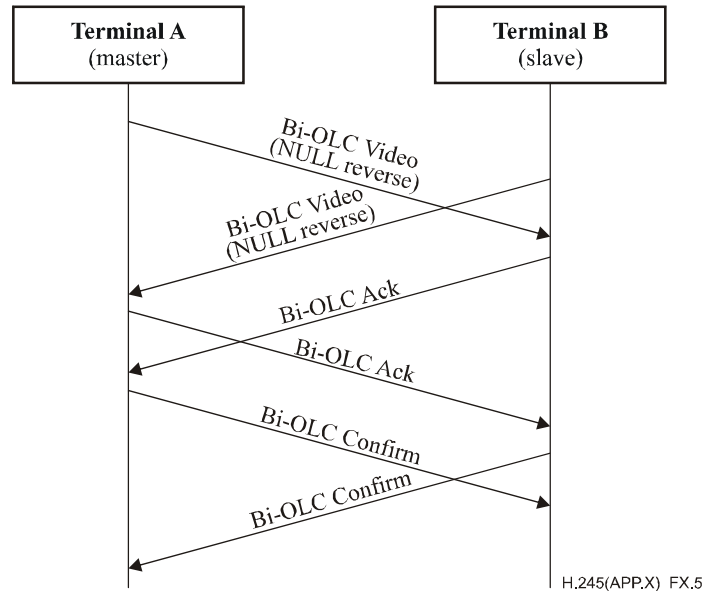 Terminal A
(master)
Terminal B
(slave)
Bi-OLC Video
(NULL reverse)
Bi-OLC Video
(NULL reverse)
Bi-OLC Ack
Bi-OLC Ack
Bi-OLC Confirm
Bi-OLC Confirm
H.245(APP.X) FX.5